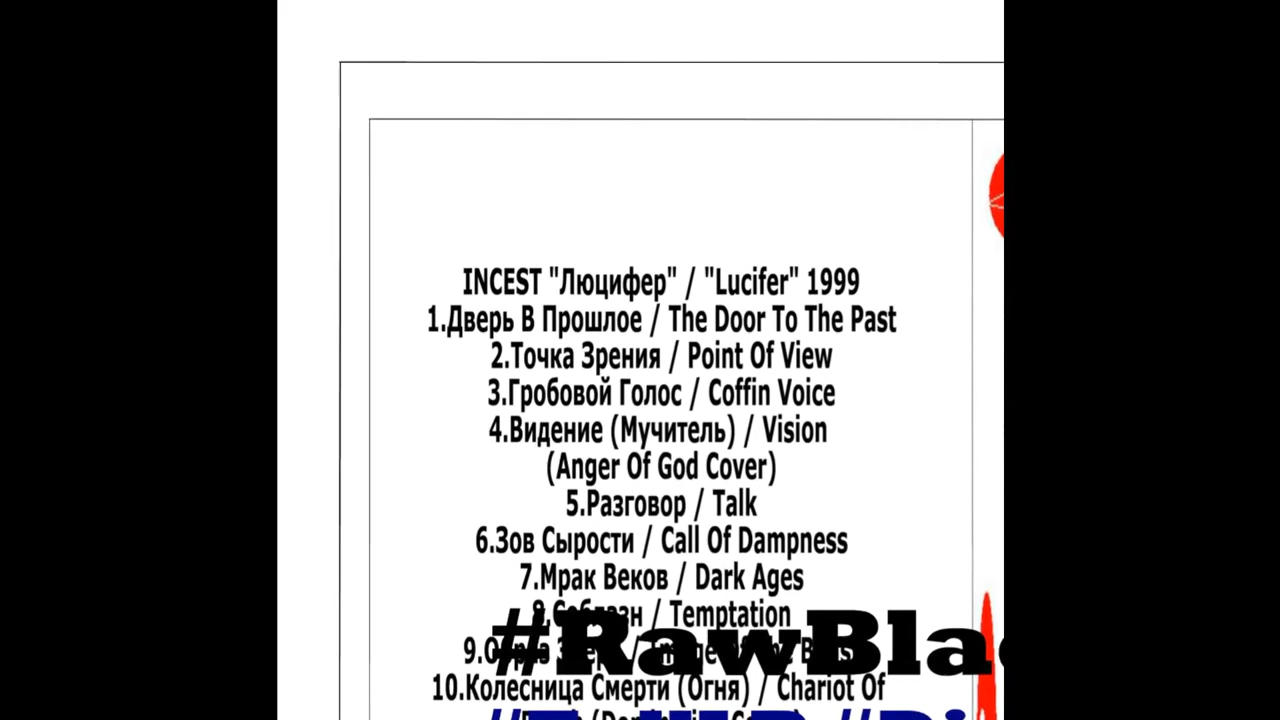 INCEST "Люцифер" / "Lucifer" 1999
1.Дверь В Прошлое / The Door To The Past
2.Точка Зрения / Point Of View
3.Гробовой Голос / Coffin Voice
4.Видение (Мучитель) / Vision
(Anger Of God Cover)
5.Разговор / Talk
6.Зов Сырости / Call Of Dampness
7.Мрак Веков / Dark Ages
/ Temptation
#RawBla
10.Колесница Смерти (Огня) / Chariot Of